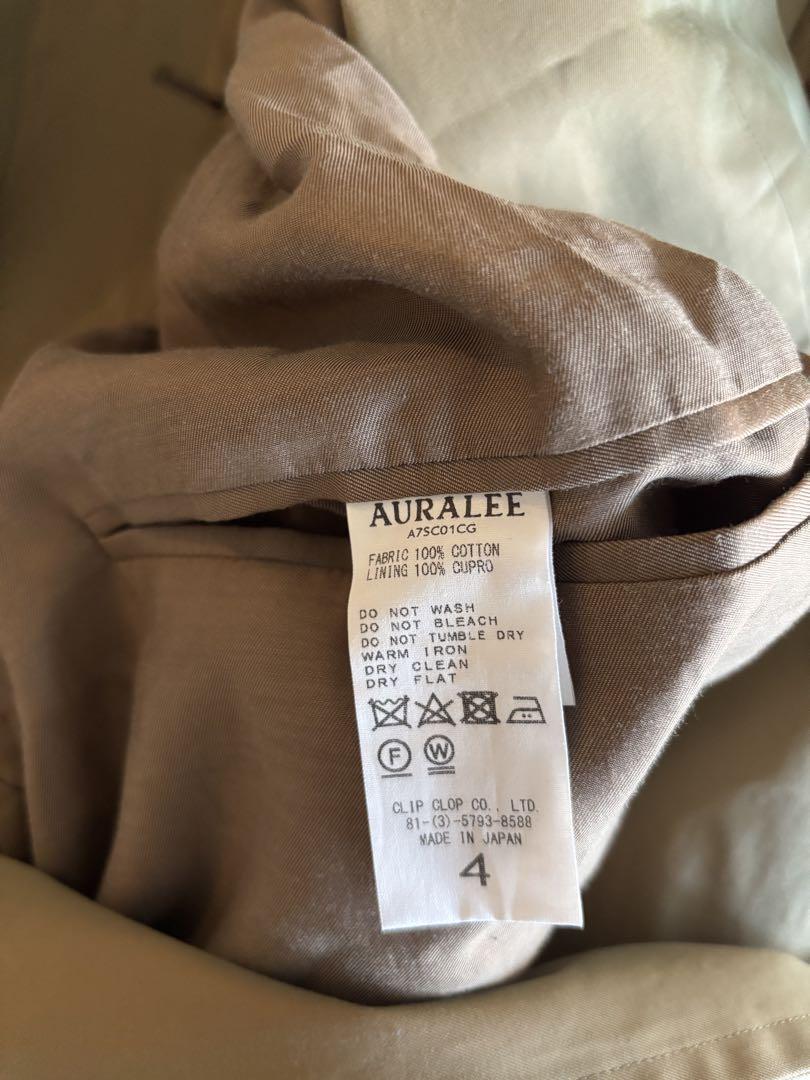 AURALEE
A7SC01CG
FABRIC 100% COTTON
LINING 100% CUPRO
DO NOT WASH
DO NOT BLEACH
DO NOT TUMBLE DRY
WARM IRON
DRY CLEAN
DRY FLAT
F W
CLIP CLOP CO., LTD.
81-(3)-5793-8588
MADE IN JAPAN
4